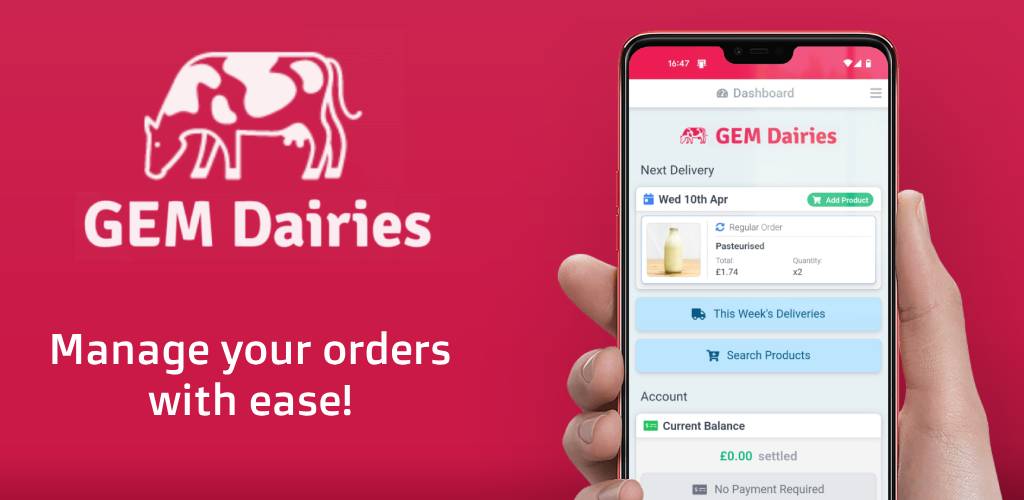 GEM Dairies
Manage your orders
with ease!
16:47
Dashboard
GEM Dairies
Next Delivery
Wed 10th Apr
Add Product
Regular Order
Pasteurised
Total:
Quantity:
£1.74
x2
This Week's Deliveries
Search Products
Account
Current Balance
£0.00 settled
No Payment Required